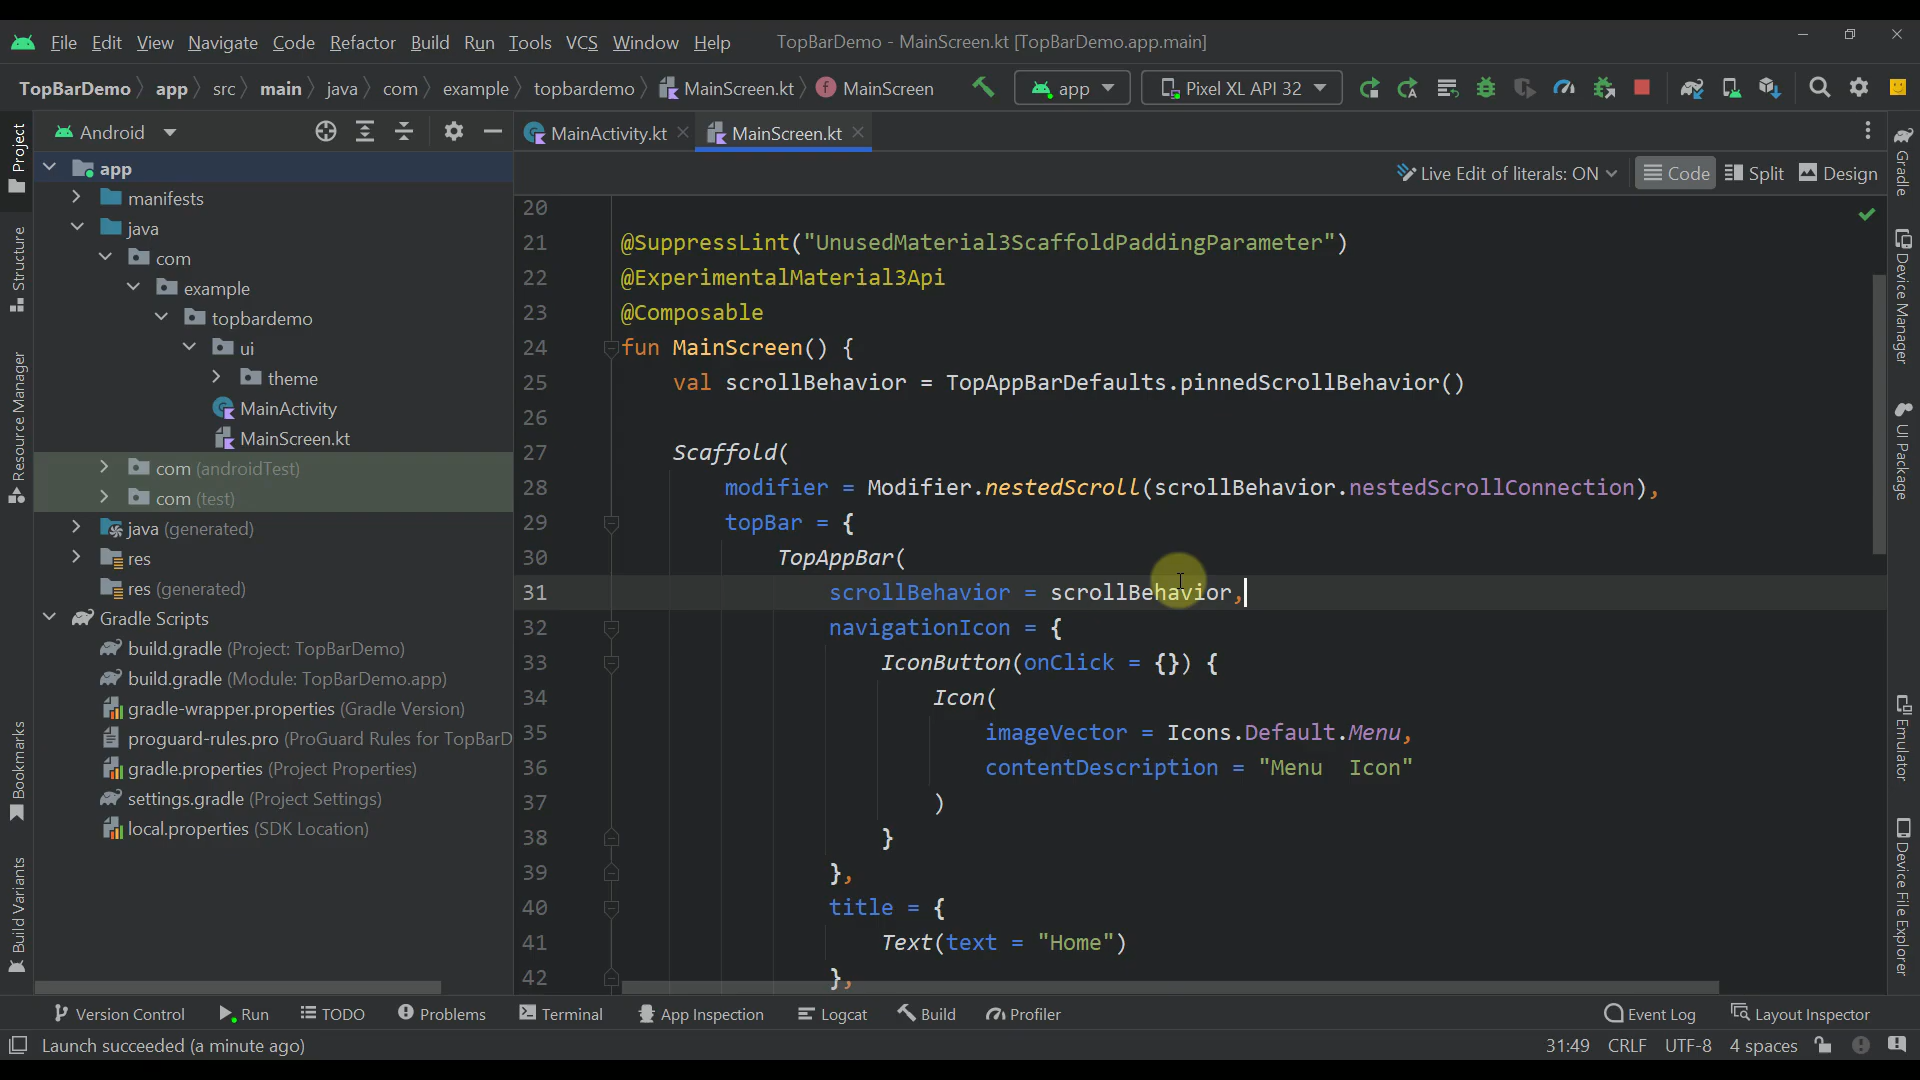 File Edit View Navigate Code Refactor Build Run Tools VCS Window Help TopBarDemo - MainScreen.kt [TopBarDemo.app.main]
TopBarDemo app src main java com example topbardemo MainScreen.kt MainScreen app Pixel XL API 32
Android
MainActivity.kt MainScreen.kt
Live Edit of literals: ON Code Split Design
app
manifests
java
com
example
topbardemo
ui
theme
MainActivity
MainScreen.kt
com (androidTest)
com (test)
java (generated)
res
res (generated)
Gradle Scripts
build.gradle (Project: TopBarDemo)
build.gradle (Module: TopBarDemo.app)
gradle-wrapper.properties (Gradle Version)
proguard-rules.pro (ProGuard Rules for TopBarD
gradle.properties (Project Properties)
settings.gradle (Project Settings)
local.properties (SDK Location)
20
21 @SuppressLint("UnusedMaterial3ScaffoldPaddingParameter")
22 @ExperimentalMaterial3Api
23 @Composable
24 fun MainScreen() {
25 val scrollBehavior = TopAppBarDefaults.pinnedScrollBehavior()
26
27 Scaffold(
28 modifier = Modifier.nestedScroll(scrollBehavior.nestedScrollConnection),
29 topBar = {
30 TopAppBar(
31 scrollBehavior = scrollBehavior,
32 navigationIcon = {
33 IconButton(onClick = {}) {
34 Icon(
35 imageVector = Icons.Default.Menu,
36 contentDescription = "Menu  Icon"
37 )
38 }
39 },
40 title = {
41 Text(text = "Home")
42 },
Project
Structure
Resource Manager
Bookmarks
Build Variants
Gradle
Device Manager
UI Package
Emulator
Device File Explorer
Version Control Run TODO Problems Terminal App Inspection Logcat Build Profiler Event Log Layout Inspector
Launch succeeded (a minute ago) 31:49 CRLF UTF-8 4 spaces